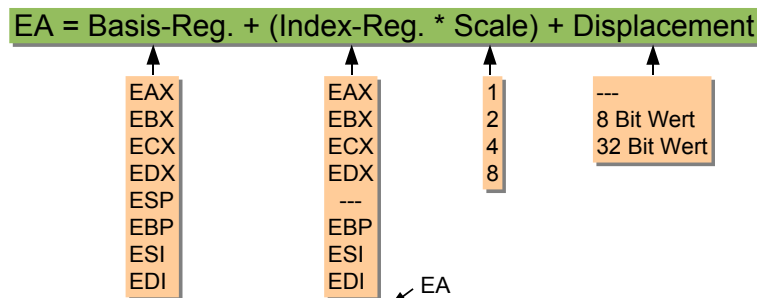 EA = Basis-Reg. + (Index-Reg. * Scale) + Displacement
EAX
EBX
ECX
EDX
ESP
EBP
ESI
EDI
EAX
EBX
ECX
EDX
---
EBP
ESI
EDI
1
2
4
8
---
8 Bit Wert
32 Bit Wert
EA